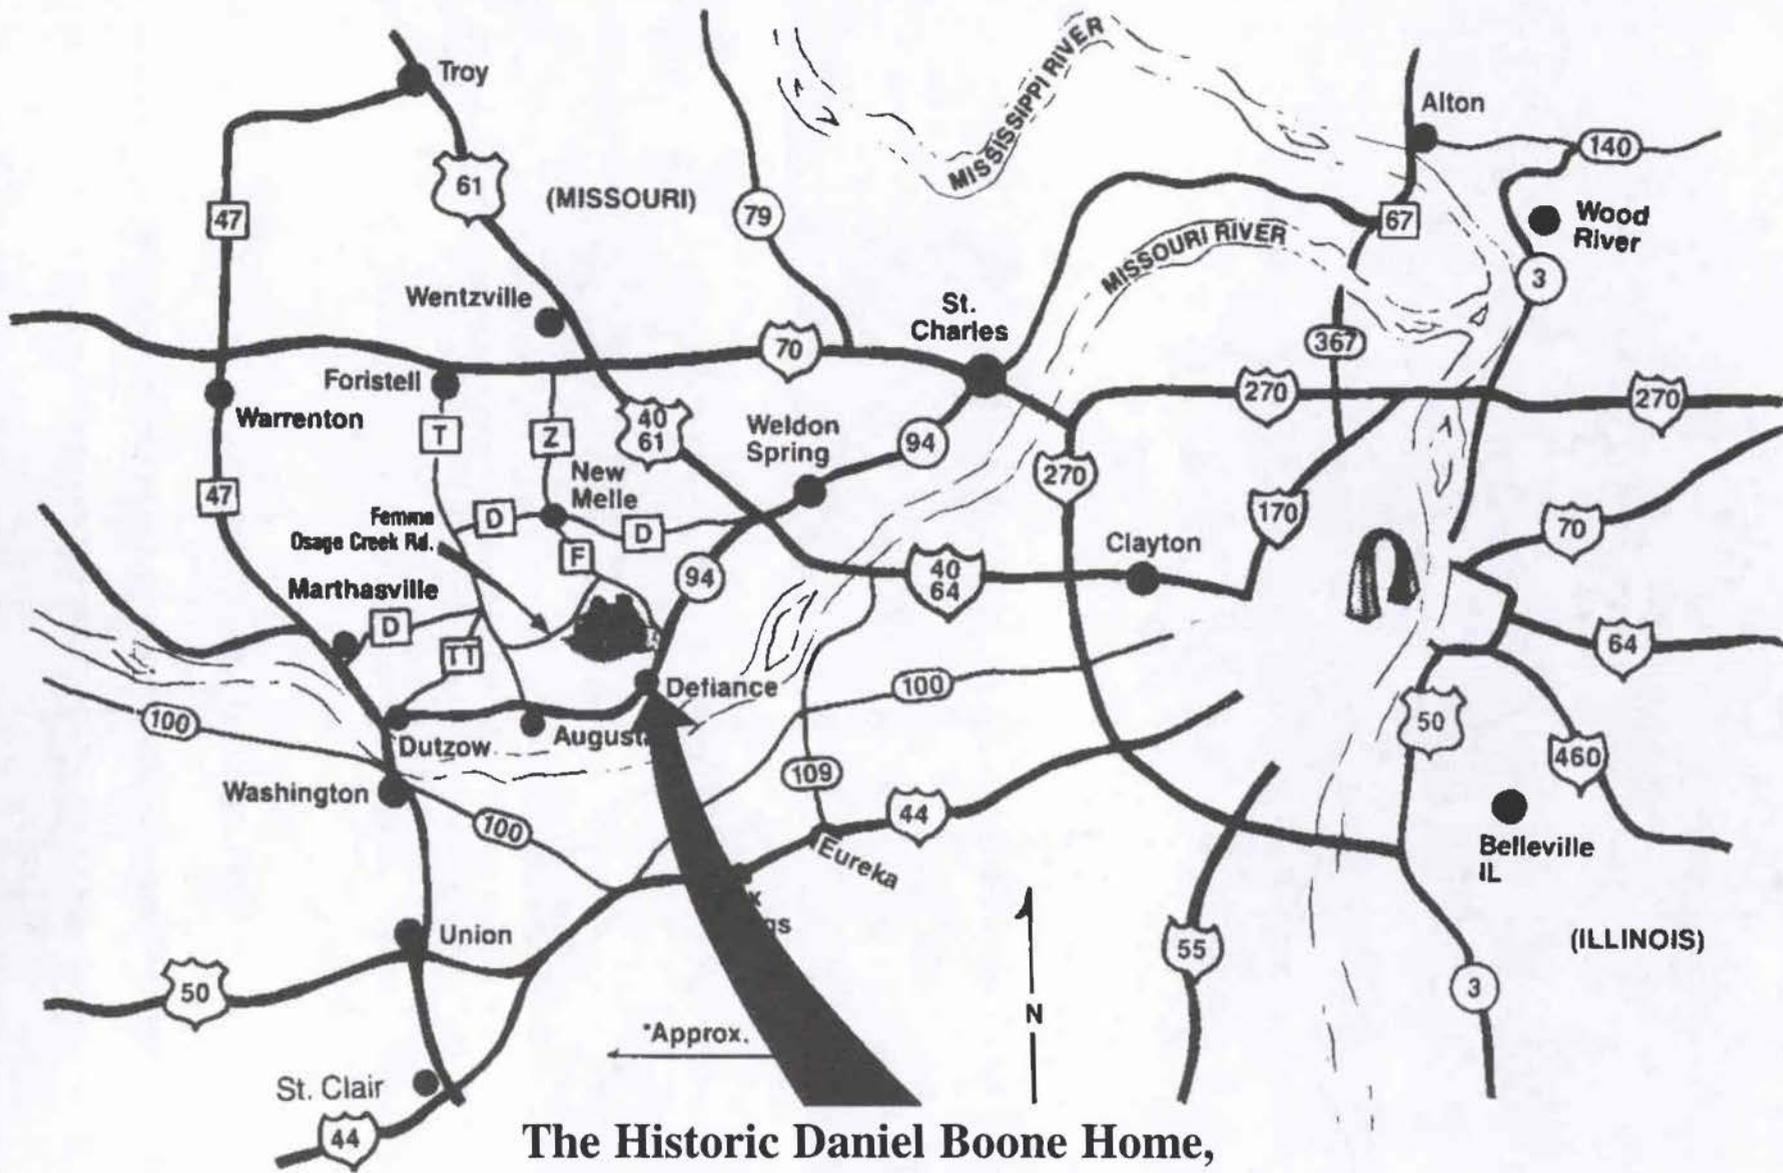 Troy
MISSISSIPPI RIVER
Alton
140
61
(MISSOURI)
79
47
67
Wood
River
MISSOURI RIVER
3
Wentzville
St.
Charles
70
367
Foristell
270
270
Warrenton
T
Z
40
61
Weldon
Spring
94
270
New
Melle
47
Femme
Osage Creek Rd.
D
D
170
70
F
Clayton
Marthasville
94
40
64
D
TT
64
Defiance
100
100
50
Dutzow
460
Washington
109
100
44
Belleville
IL
Eureka
Union
55
(ILLINOIS)
50
3
N
*Approx.
St. Clair
44
The Historic Daniel Boone Home,